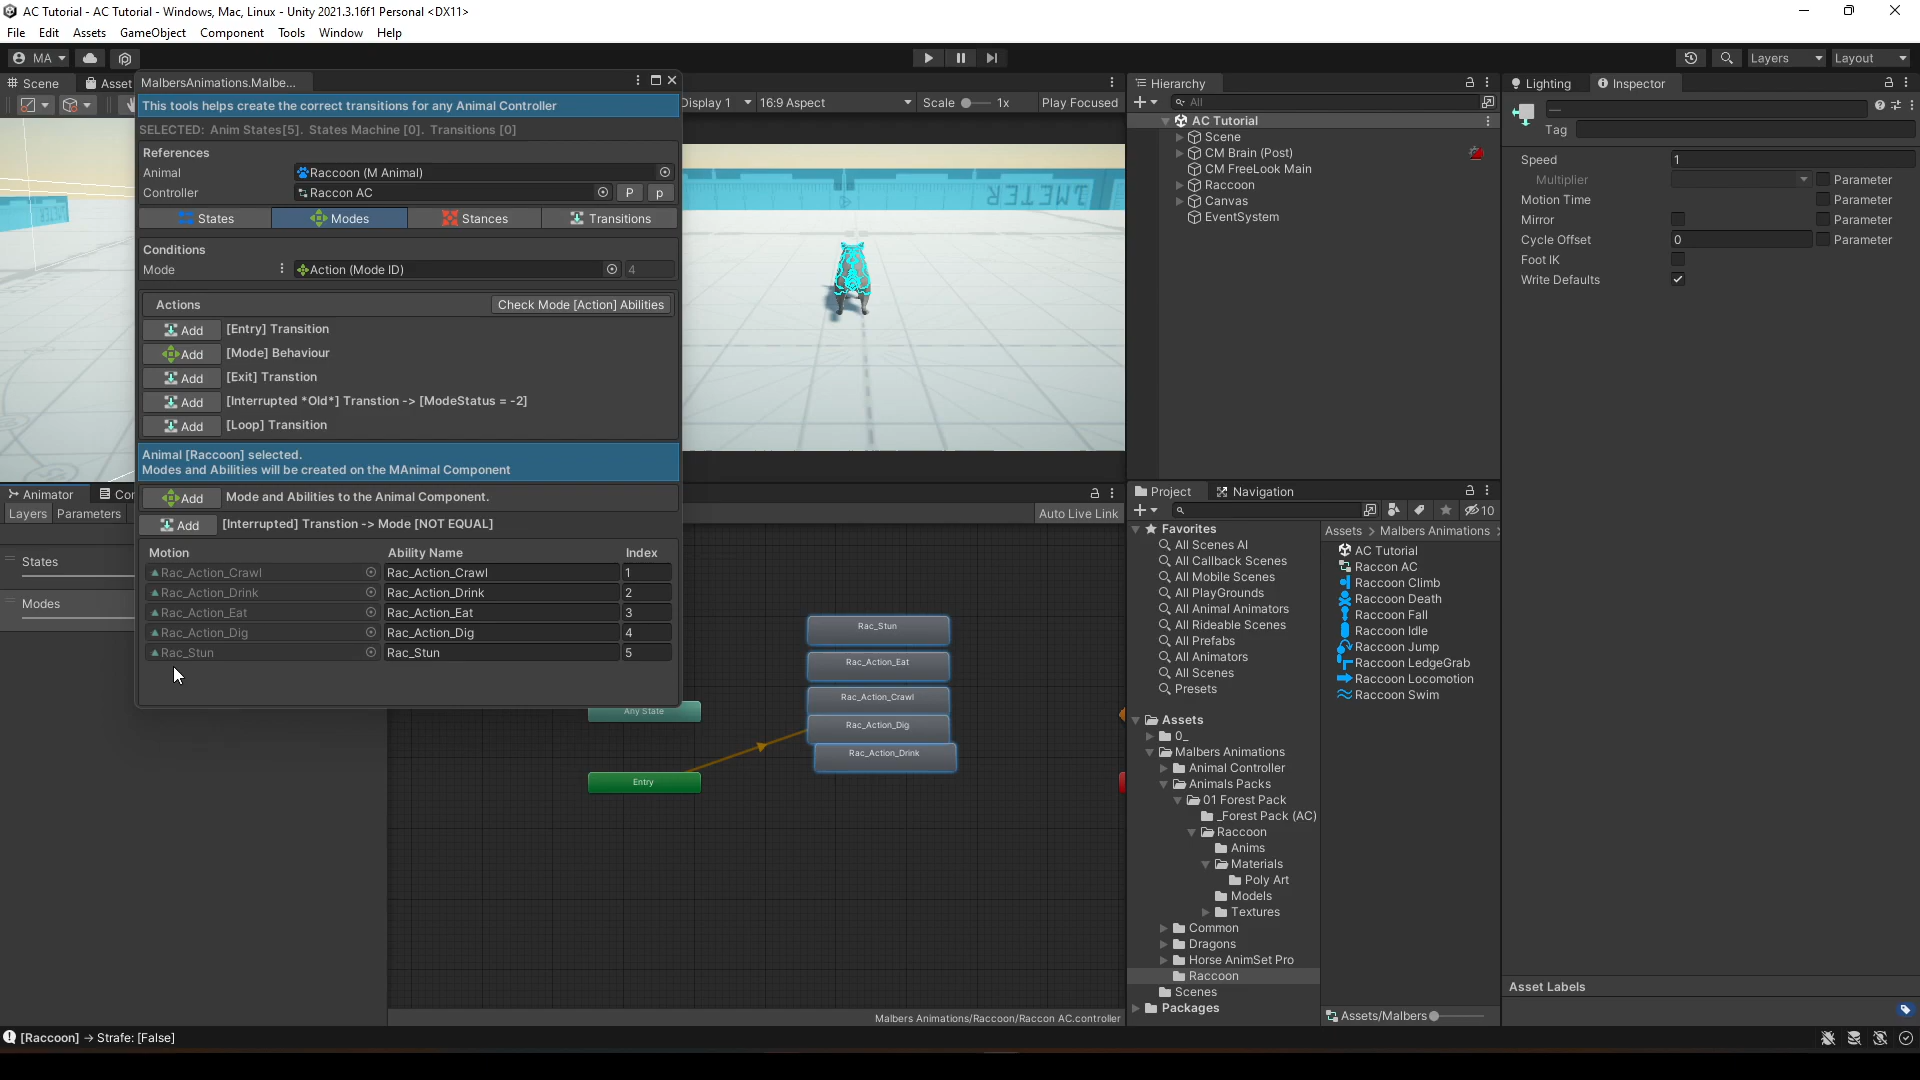 AC Tutorial - AC Tutorial - Windows, Mac, Linux - Unity 2021.3.16f1 Personal <DX11>
File Edit Assets GameObject Component Tools Window Help
MA Layers Layout
Scene Asset MalbersAnimations.Malbe...
This tools helps create the correct transitions for any Animal Controller
SELECTED: Anim States[5]. States Machine [0]. Transitions [0]
References
Animal Raccoon (M Animal)
Controller Raccon AC P p
States Modes Stances Transitions
Conditions
Mode Action (Mode ID) 4
Actions Check Mode [Action] Abilities
Add [Entry] Transition
Add [Mode] Behaviour
Add [Exit] Transtion
Add [Interrupted *Old*] Transtion -> [ModeStatus = -2]
Add [Loop] Transition
Animal [Raccoon] selected.
Modes and Abilities will be created on the MAnimal Component
Add Mode and Abilities to the Animal Component.
Add [Interrupted] Transtion -> Mode [NOT EQUAL]
Motion Ability Name Index
Rac_Action_Crawl Rac_Action_Crawl 1
Rac_Action_Drink Rac_Action_Drink 2
Rac_Action_Eat Rac_Action_Eat 3
Rac_Action_Dig Rac_Action_Dig 4
Rac_Stun Rac_Stun 5
Display 1 16:9 Aspect Scale 1x Play Focused
1METER
Animator Con
Layers Parameters Auto Live Link
States
Modes
Rac_Stun
Rac_Action_Eat
Rac_Action_Crawl
Rac_Action_Dig
Rac_Action_Drink
Any State
Entry
Malbers Animations/Raccoon/Raccon AC.controller
Hierarchy
All
AC Tutorial
Scene
CM Brain (Post)
CM FreeLook Main
Raccoon
Canvas
EventSystem
Project Navigation
10
Favorites
All Scenes AI
All Callback Scenes
All Mobile Scenes
All PlayGrounds
All Animal Animators
All Rideable Scenes
All Prefabs
All Animators
All Scenes
Presets
Assets
0_
Malbers Animations
Animal Controller
Animals Packs
01 Forest Pack
_Forest Pack (AC)
Raccoon
Anims
Materials
Poly Art
Models
Textures
Common
Dragons
Horse AnimSet Pro
Raccoon
Scenes
Packages
Assets > Malbers Animations >
AC Tutorial
Raccon AC
Raccoon Climb
Raccoon Death
Raccoon Fall
Raccoon Idle
Raccoon Jump
Raccoon LedgeGrab
Raccoon Locomotion
Raccoon Swim
Assets/Malbers
Lighting Inspector
—
Tag
Speed 1
Multiplier Parameter
Motion Time Parameter
Mirror Parameter
Cycle Offset 0 Parameter
Foot IK
Write Defaults
Asset Labels
[Raccoon] → Strafe: [False]